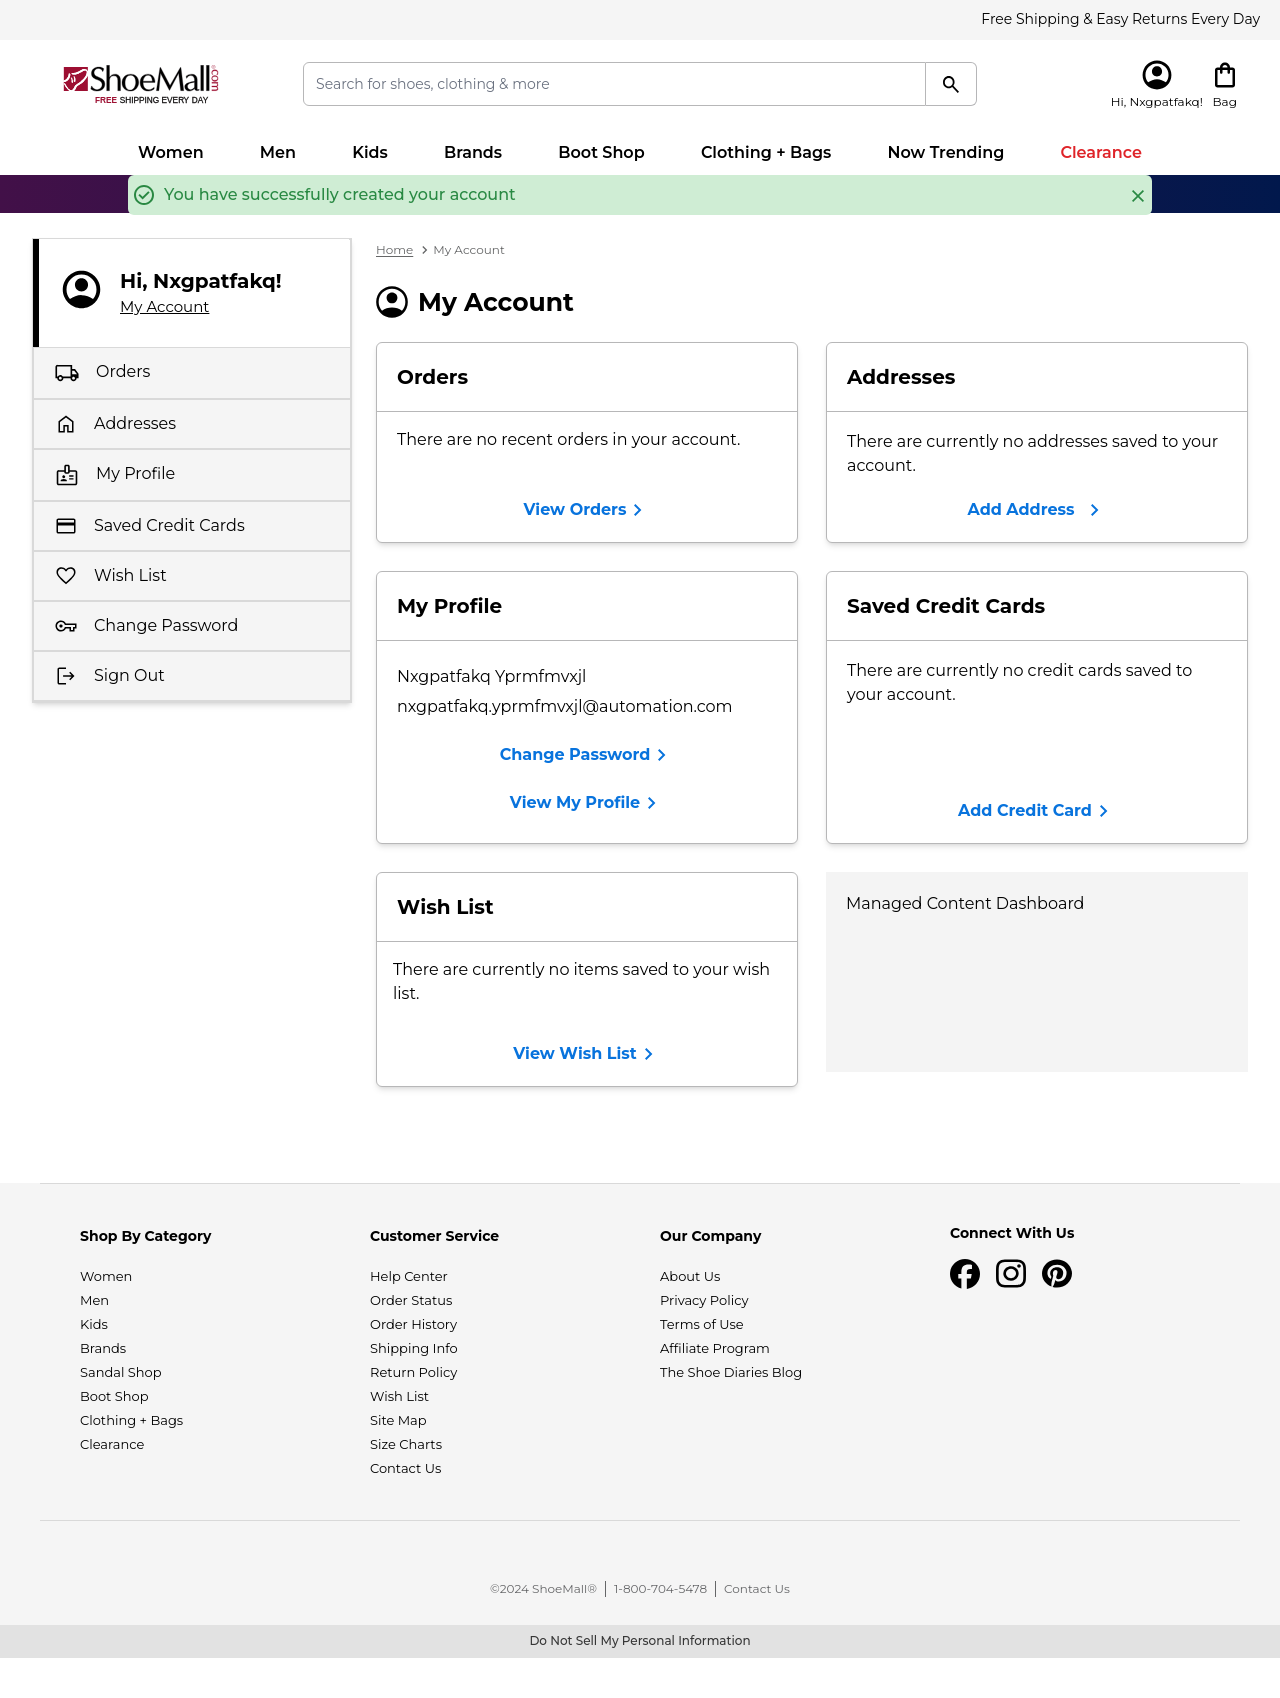 Free Shipping & Easy Returns Every Day
ShoeMall.com
FREE SHIPPING EVERY DAY
Search for shoes, clothing & more
Hi, Nxgpatfakq!
Bag
Women
Men
Kids
Brands
Boot Shop
Clothing + Bags
Now Trending
Clearance
You have successfully created your account
Hi, Nxgpatfakq!
My Account
Orders
Addresses
My Profile
Saved Credit Cards
Wish List
Change Password
Sign Out
Home
My Account
My Account
Orders
There are no recent orders in your account.
View Orders
Addresses
There are currently no addresses saved to your
account.
Add Address
My Profile
Nxgpatfakq Yprmfmvxjl
nxgpatfakq.yprmfmvxjl@automation.com
Change Password
View My Profile
Saved Credit Cards
There are currently no credit cards saved to
your account.
Add Credit Card
Wish List
There are currently no items saved to your wish
list.
View Wish List
Managed Content Dashboard
Shop By Category
Women
Men
Kids
Brands
Sandal Shop
Boot Shop
Clothing + Bags
Clearance
Customer Service
Help Center
Order Status
Order History
Shipping Info
Return Policy
Wish List
Site Map
Size Charts
Contact Us
Our Company
About Us
Privacy Policy
Terms of Use
Affiliate Program
The Shoe Diaries Blog
Connect With Us
©2024 ShoeMall®
1-800-704-5478
Contact Us
Do Not Sell My Personal Information